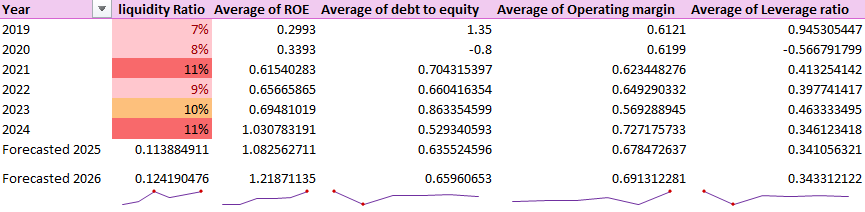 Year liquidity Ratio Average of ROE Average of debt to equity Average of Operating margin Average of Leverage ratio
2019 7% 0.2993 1.35 0.6121 0.945305447
2020 8% 0.3393 -0.8 0.6199 -0.566791799
2021 11% 0.61540283 0.704315397 0.623448276 0.413254142
2022 9% 0.65665865 0.660416354 0.649290332 0.397741417
2023 10% 0.69481019 0.863354599 0.569288945 0.463333495
2024 11% 1.030783191 0.529340593 0.727175733 0.346123418
Forecasted 2025 0.113884911 1.082562711 0.635524596 0.678472637 0.341056321
Forecasted 2026 0.124190476 1.21871135 0.65960653 0.691312281 0.343312122